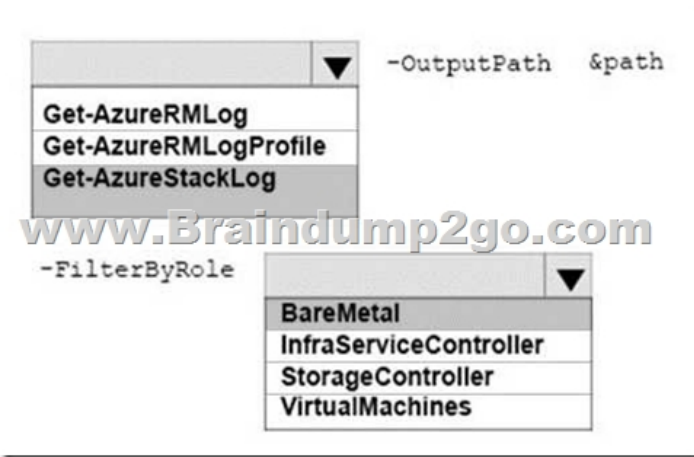 -OutputPath &path
Get-AzureRMLog
Get-AzureRMLogProfile
Get-AzureStackLog
www.Braindump2go.com
-FilterByRole
BareMetal
InfraServiceController
StorageController
VirtualMachines